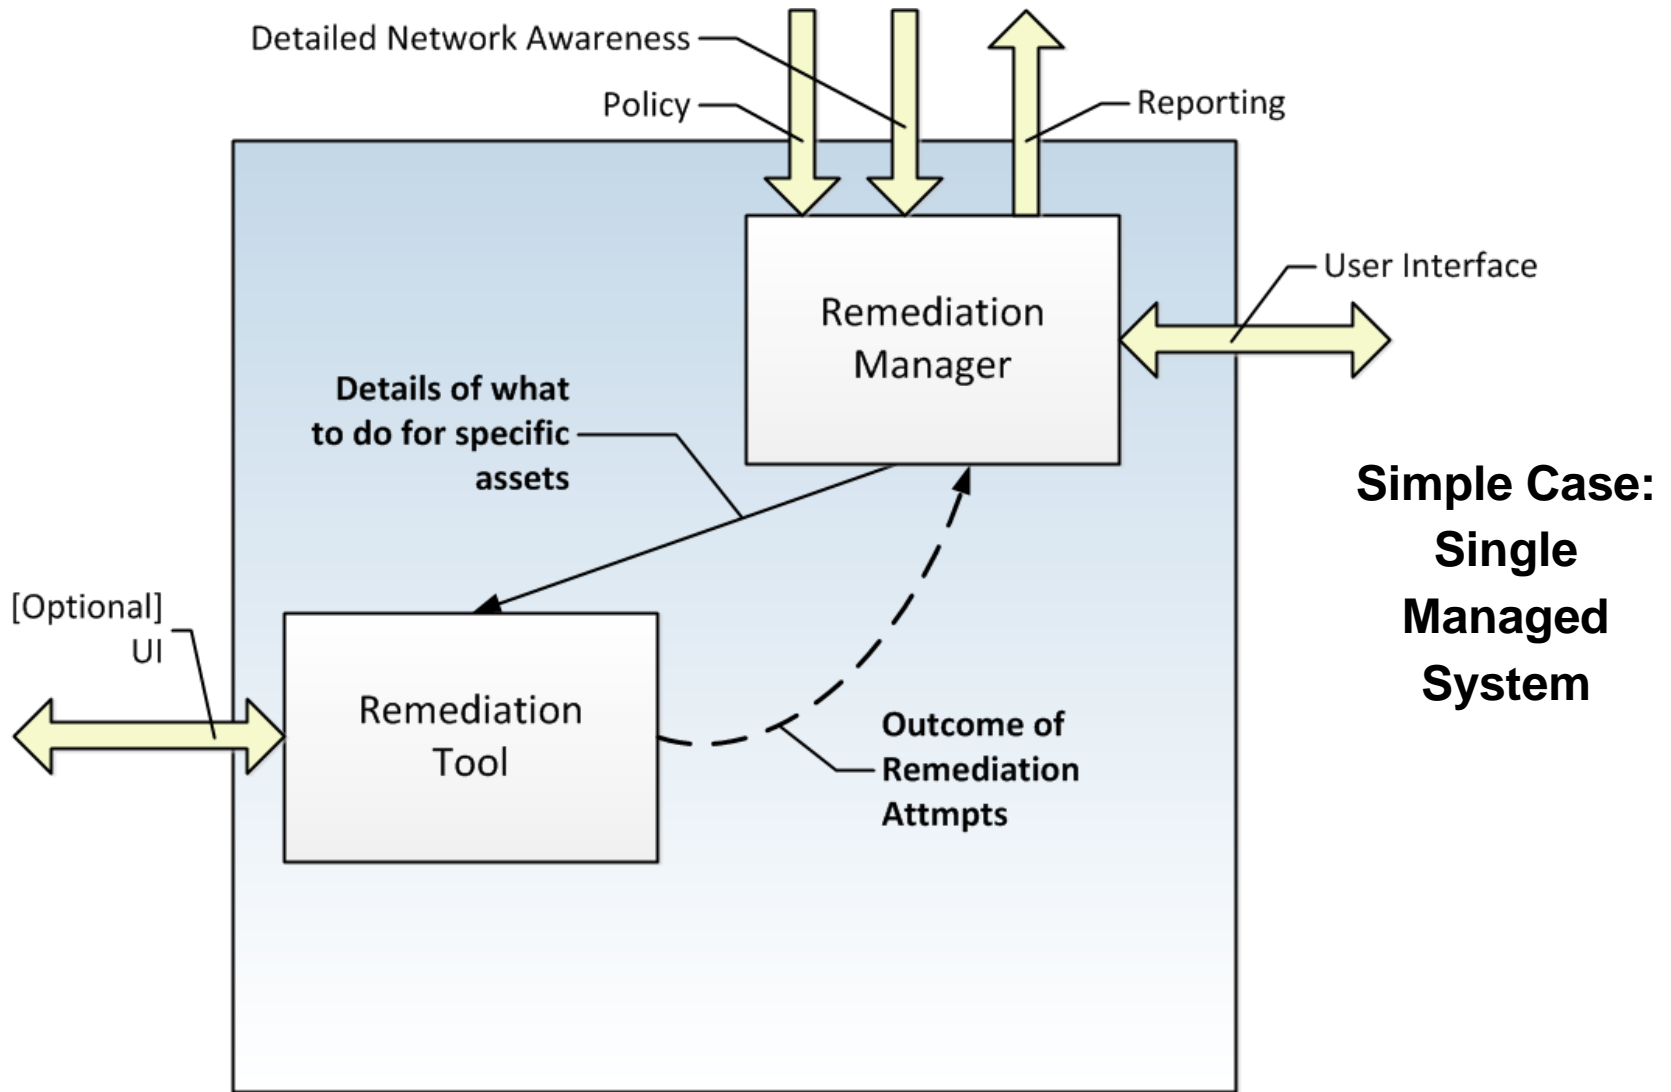 Detailed Network Awareness
Policy
Reporting
User Interface
Remediation
Manager
Details of what
to do for specific
assets
Simple Case:
Single
Managed
System
[Optional]
UI
Remediation
Tool
Outcome of
Remediation
Attmpts